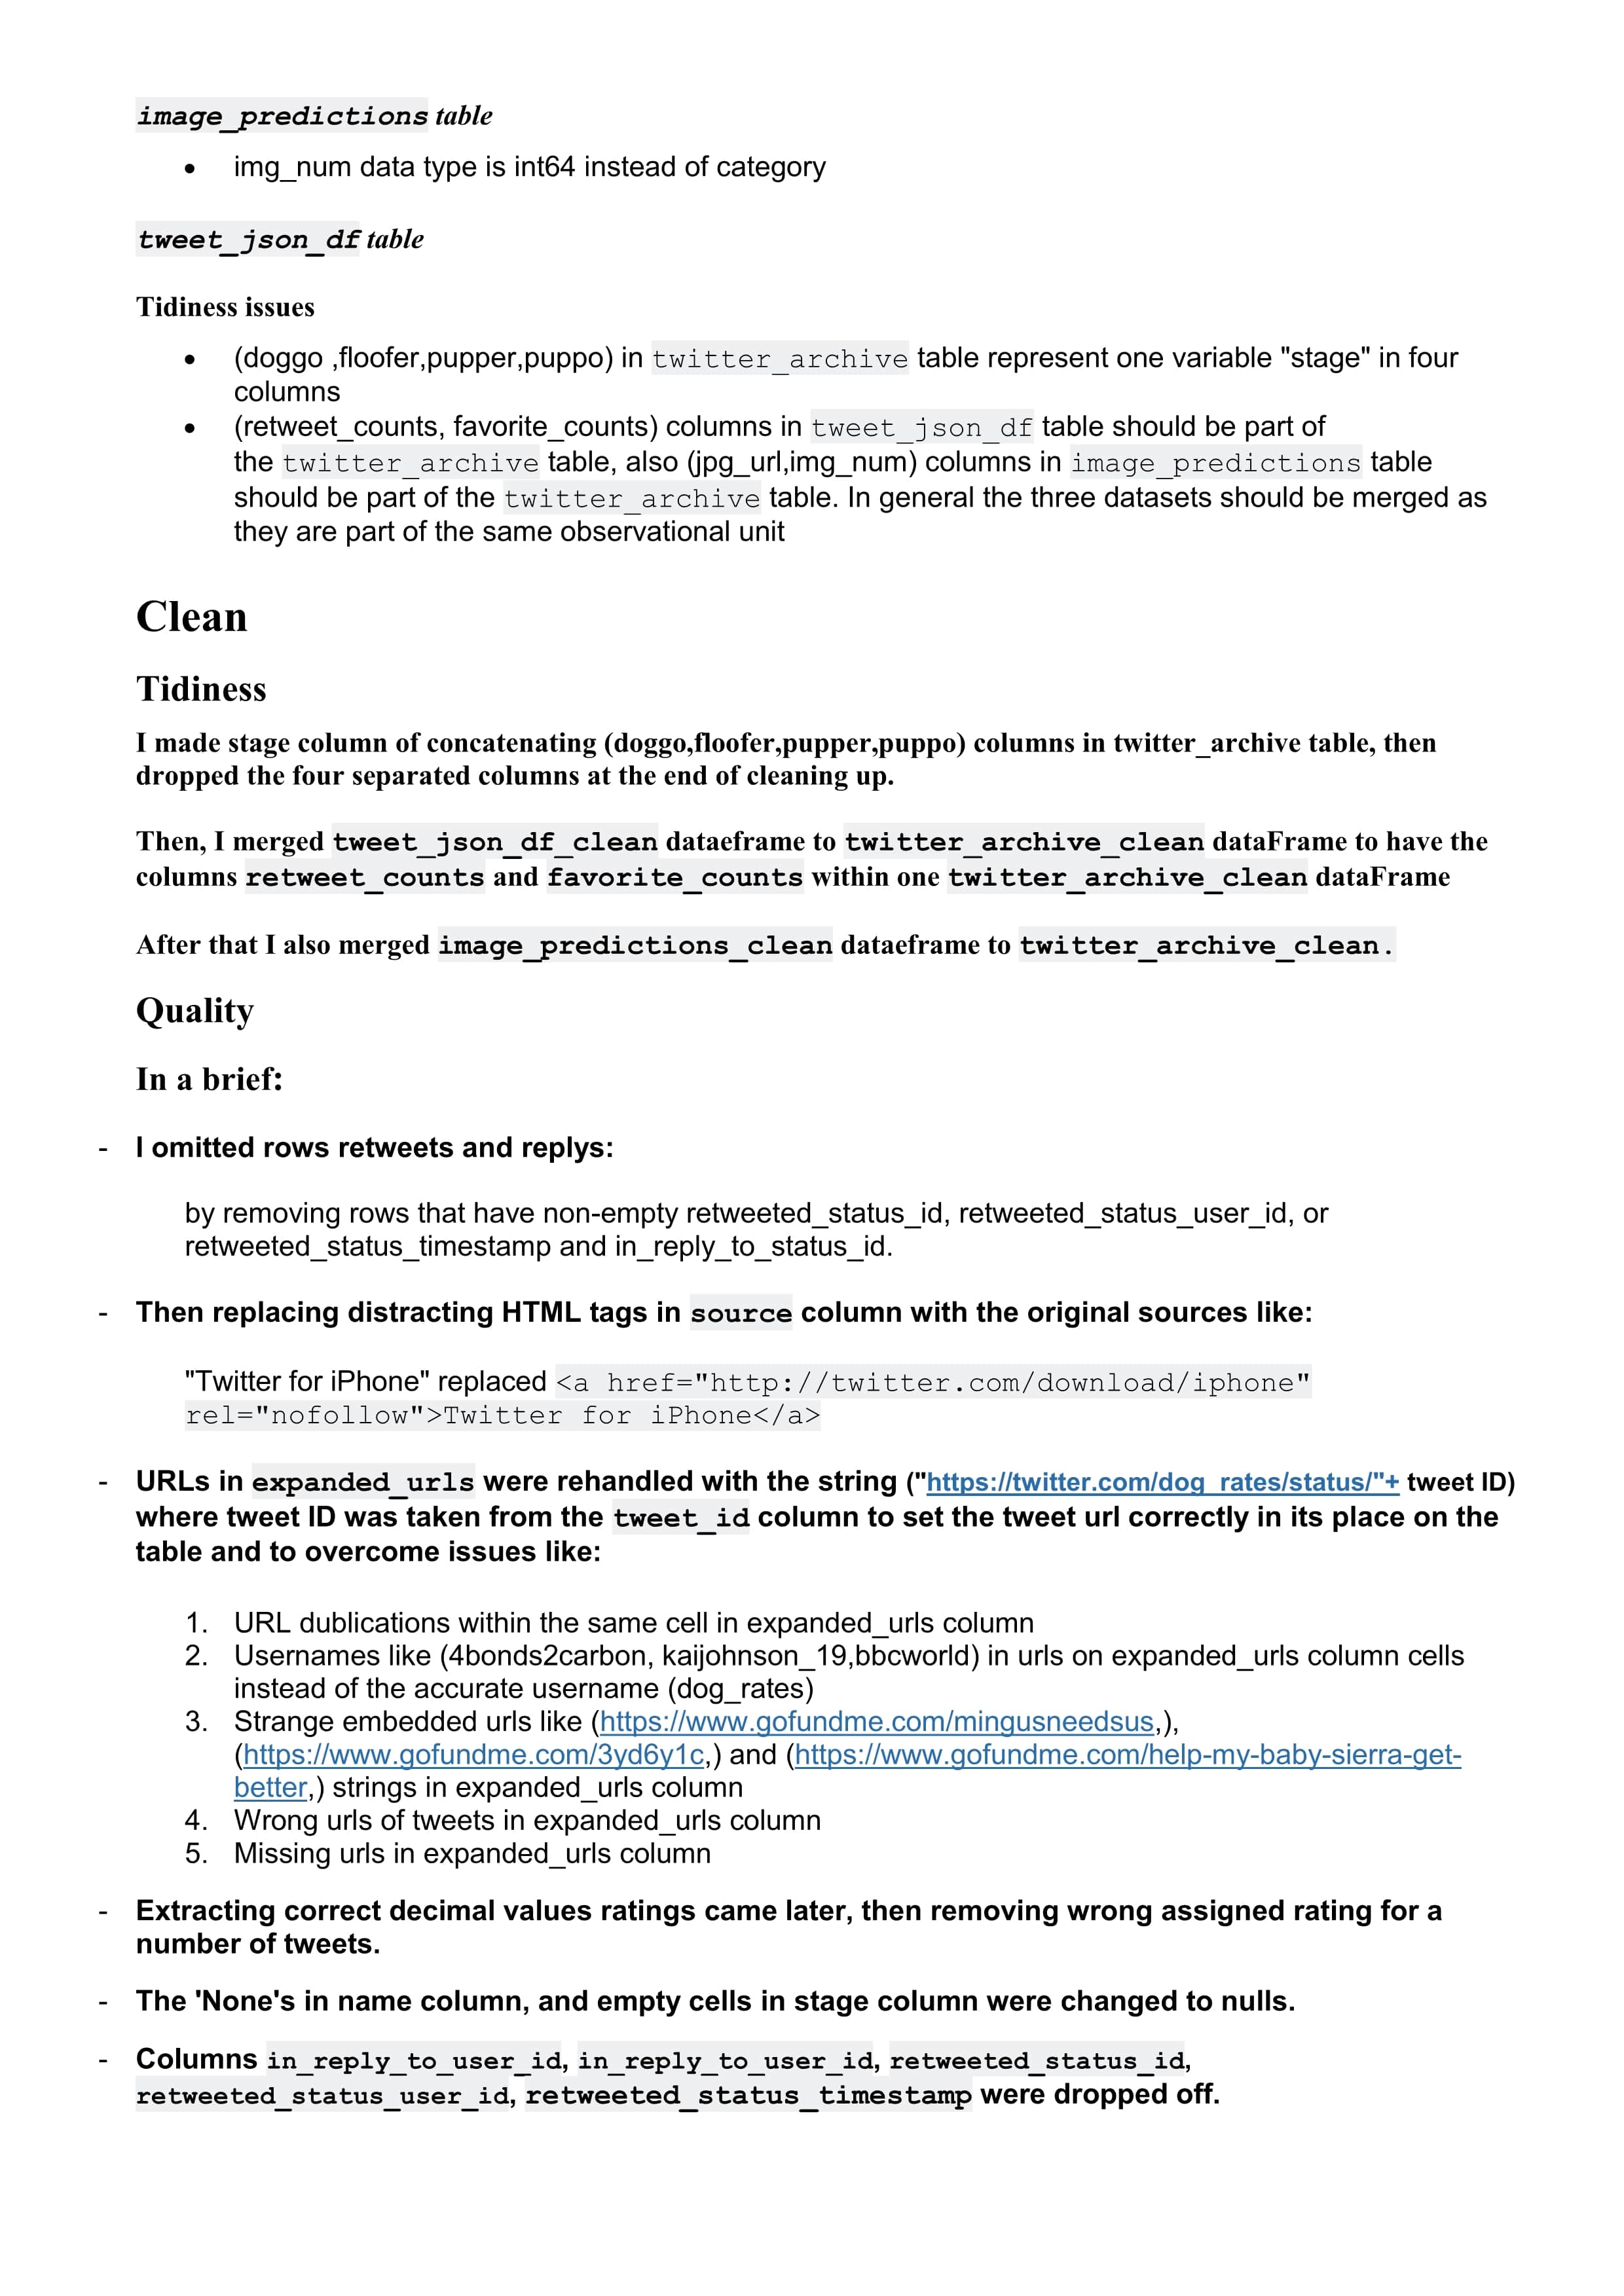 image_predictions table
• img_num data type is int64 instead of category
tweet_json_df table
Tidiness issues
• (doggo ,floofer,pupper,puppo) in twitter_archive table represent one variable "stage" in four
columns
• (retweet_counts, favorite_counts) columns in tweet_json_df table should be part of
the twitter_archive table, also (jpg_url,img_num) columns in image_predictions table
should be part of the twitter_archive table. In general the three datasets should be merged as
they are part of the same observational unit
Clean
Tidiness
I made stage column of concatenating (doggo,floofer,pupper,puppo) columns in twitter_archive table, then
dropped the four separated columns at the end of cleaning up.
Then, I merged tweet_json_df_clean dataeframe to twitter_archive_clean dataFrame to have the
columns retweet_counts and favorite_counts within one twitter_archive_clean dataFrame
After that I also merged image_predictions_clean dataeframe to twitter_archive_clean.
Quality
In a brief:
- I omitted rows retweets and replys:
by removing rows that have non-empty retweeted_status_id, retweeted_status_user_id, or
retweeted_status_timestamp and in_reply_to_status_id.
- Then replacing distracting HTML tags in source column with the original sources like:
"Twitter for iPhone" replaced <a href="http://twitter.com/download/iphone"
rel="nofollow">Twitter for iPhone</a>
- URLs in expanded_urls were rehandled with the string ("https://twitter.com/dog_rates/status/"+ tweet ID)
where tweet ID was taken from the tweet_id column to set the tweet url correctly in its place on the
table and to overcome issues like:
1. URL dublications within the same cell in expanded_urls column
2. Usernames like (4bonds2carbon, kaijohnson_19,bbcworld) in urls on expanded_urls column cells
instead of the accurate username (dog_rates)
3. Strange embedded urls like (https://www.gofundme.com/mingusneedsus,),
(https://www.gofundme.com/3yd6y1c,) and (https://www.gofundme.com/help-my-baby-sierra-get-
better,) strings in expanded_urls column
4. Wrong urls of tweets in expanded_urls column
5. Missing urls in expanded_urls column
- Extracting correct decimal values ratings came later, then removing wrong assigned rating for a
number of tweets.
- The 'None's in name column, and empty cells in stage column were changed to nulls.
- Columns in_reply_to_user_id, in_reply_to_user_id, retweeted_status_id,
retweeted_status_user_id, retweeted_status_timestamp were dropped off.